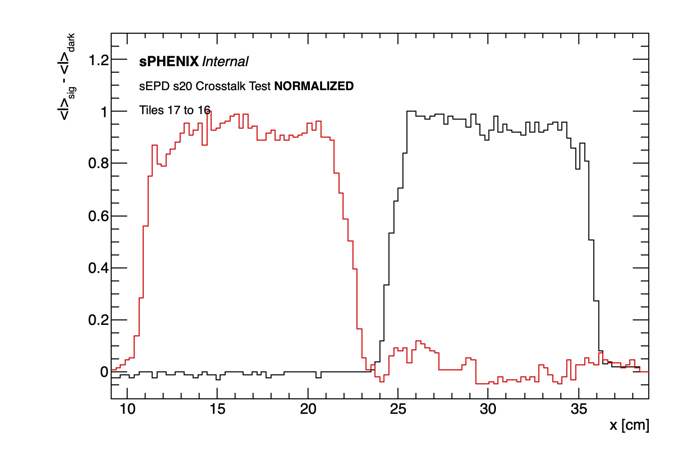 <I>sig - <I>dark
sPHENIX Internal
sEPD s20 Crosstalk Test NORMALIZED
Tiles 17 to 16
1.2
1
0.8
0.6
0.4
0.2
0
10 15 20 25 30 35
x [cm]